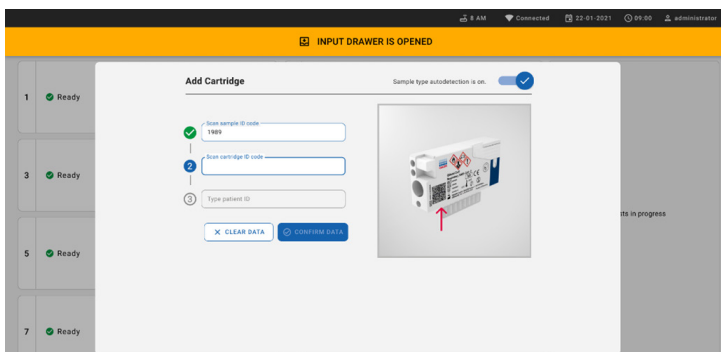 8 AM Connected 22-01-2021 09:00 administrator
INPUT DRAWER IS OPENED
Add Cartridge
Sample type autodetection is on.
1 Ready
Scan sample ID code
1989
Scan cartridge ID code
2
3 Ready
3 Type patient ID
sts in progress
CLEAR DATA CONFIRM DATA
5 Ready
7 Ready